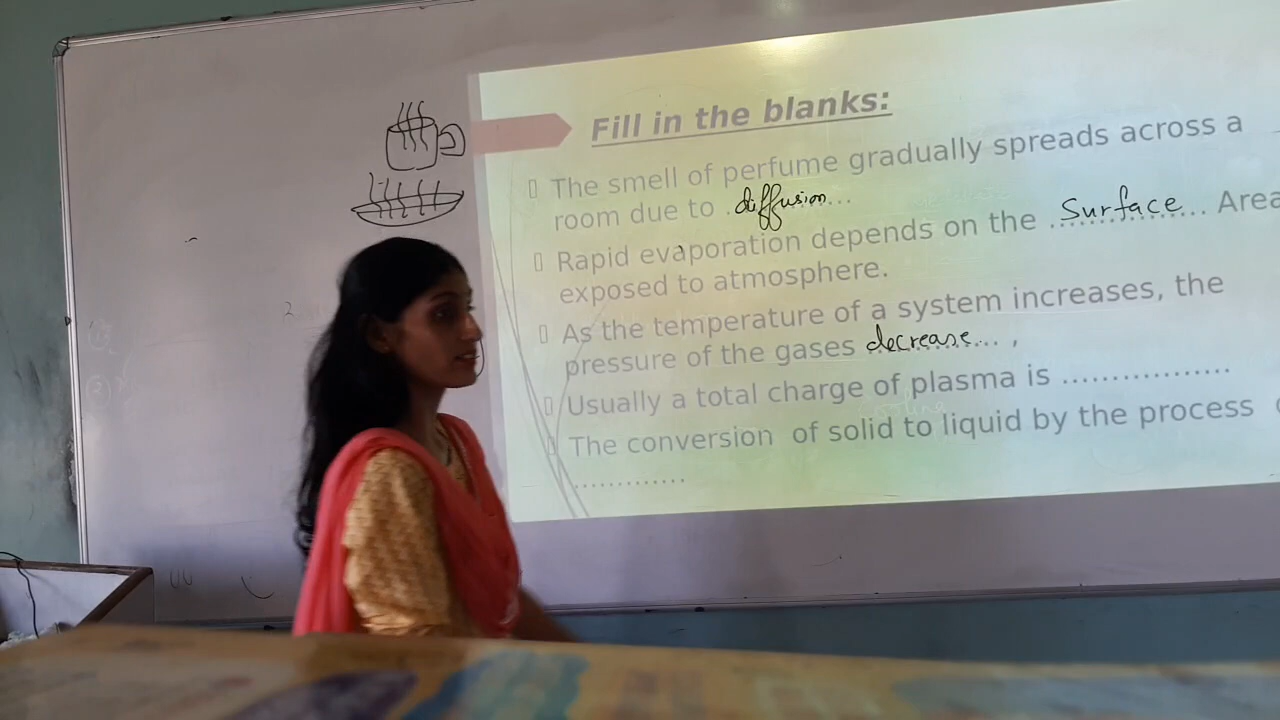 Fill in the blanks:
The smell of perfume gradually spreads across a
room due to .diffusion...
Rapid evaporation depends on the ...Surface... Area
exposed to atmosphere.
As the temperature of a system increases, the
pressure of the gases decrease... ,
Usually a total charge of plasma is .................
The conversion of solid to liquid by the process
.............
2